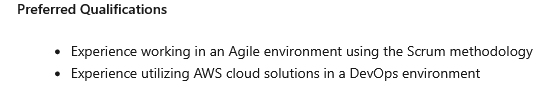 Preferred Qualifications
• Experience working in an Agile environment using the Scrum methodology
• Experience utilizing AWS cloud solutions in a DevOps environment